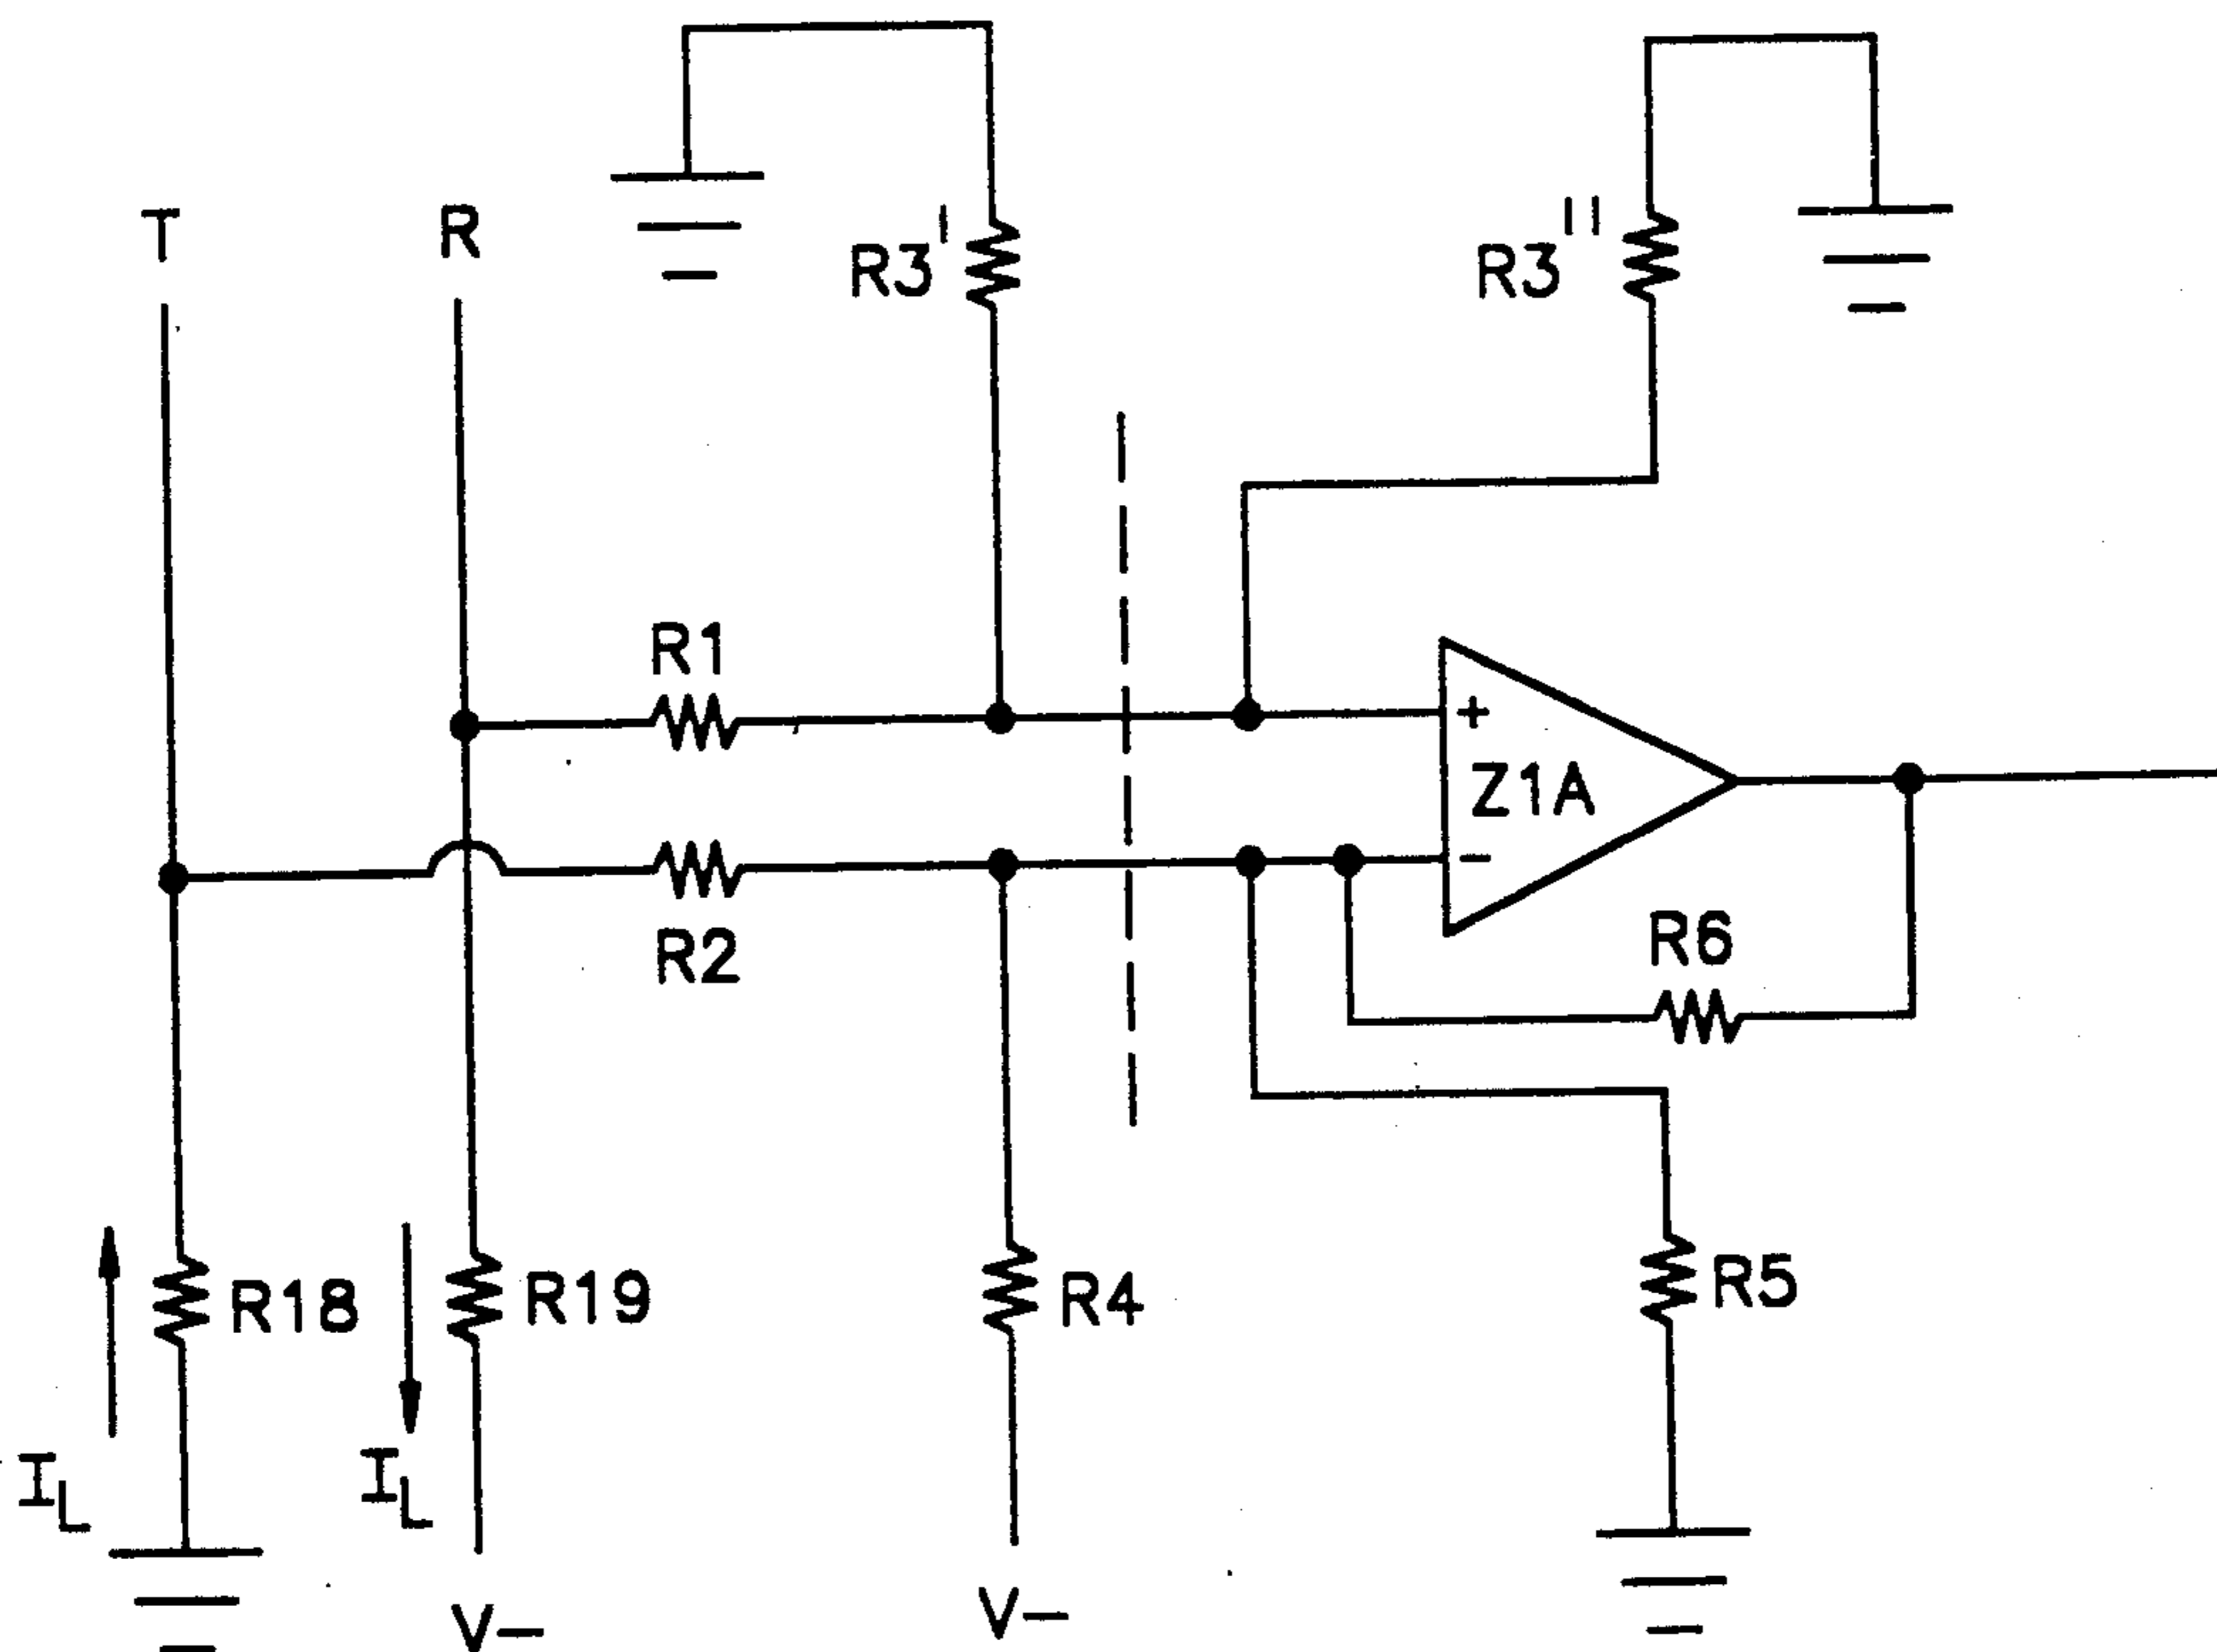 T
R
R3'
R3''
R1
+
Z1A
-
R2
R6
R18
R19
R4
R5
IL
IL
V-
V-